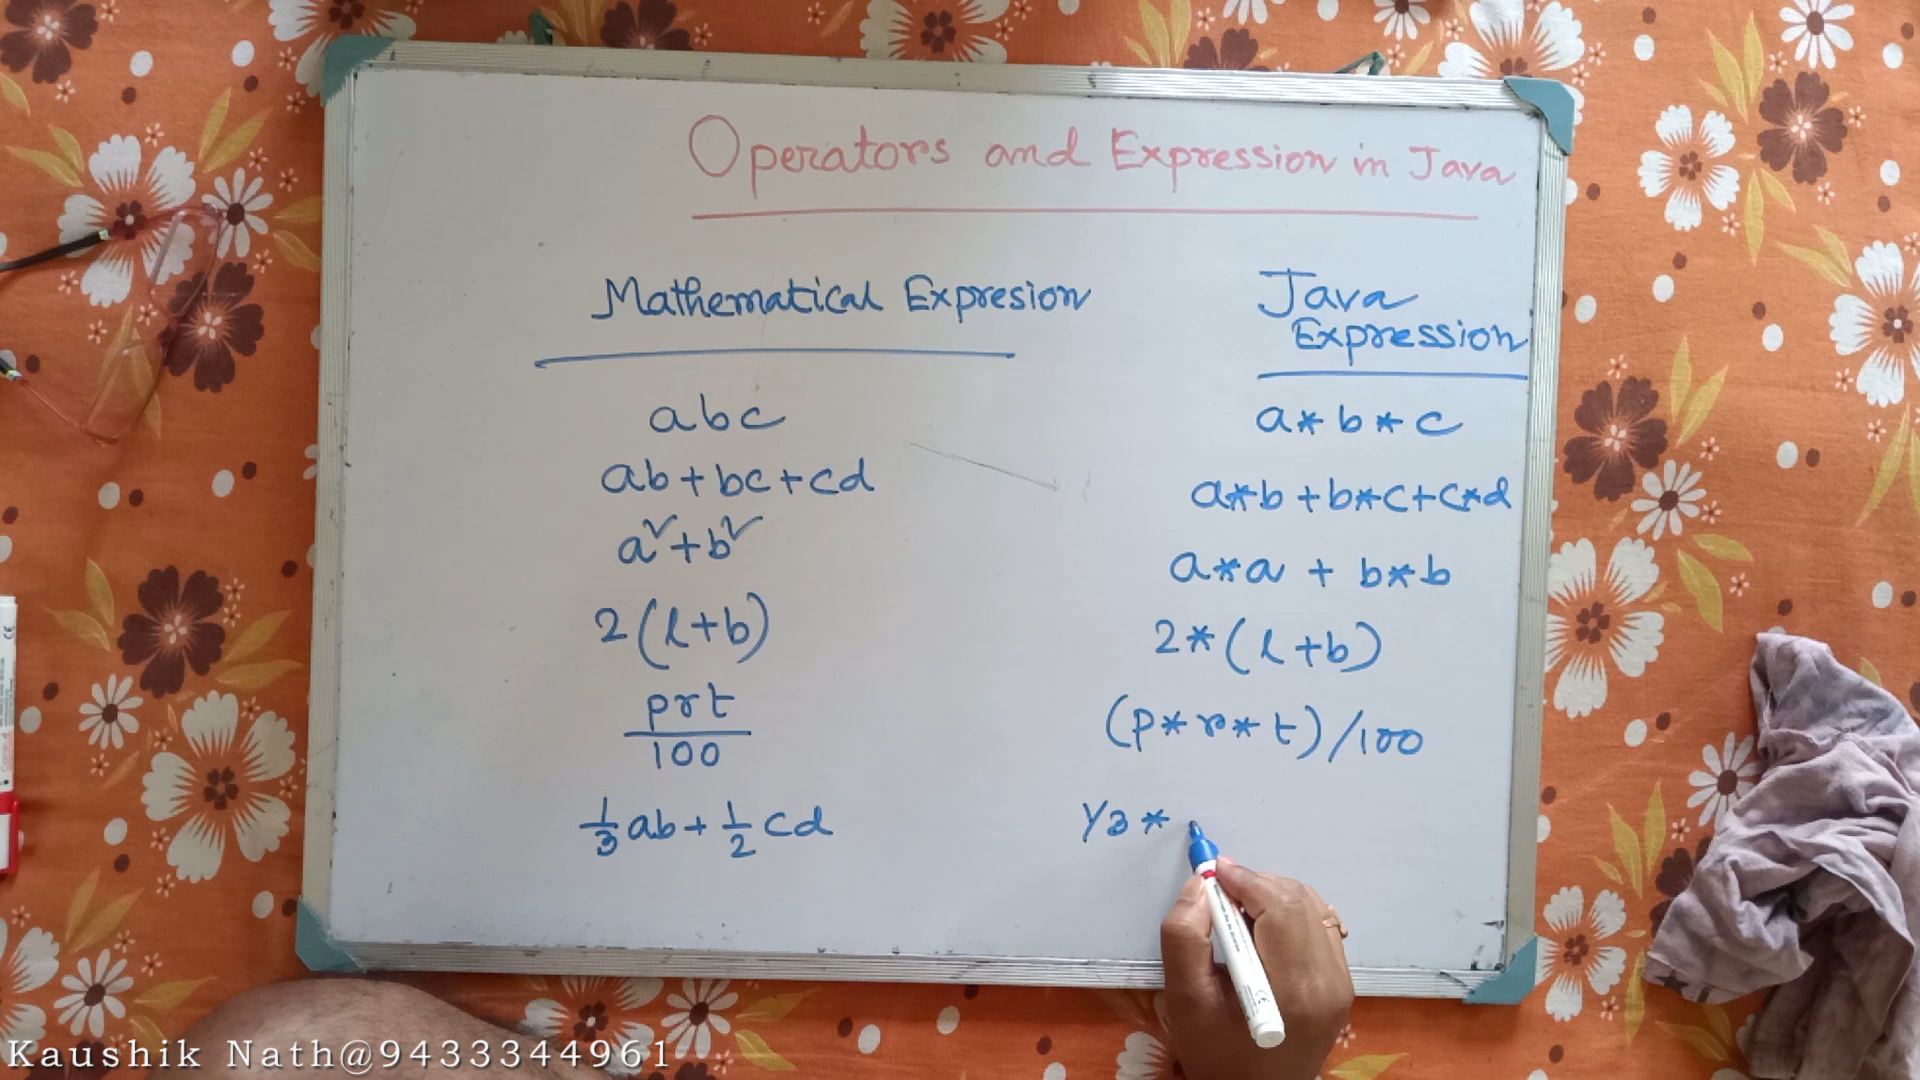 Operators and Expression in Java
Mathematical Expresion
Java
Expression
abc
a*b*c
ab+bc+cd
a*b+b*c+c*d
a²+b²
a*a + b*b
2(l+b)
2*(l+b)
prt
100
(p*r*t)/100
1/3 ab + 1/2 cd
1/3 *
Kaushik Nath@9433344961